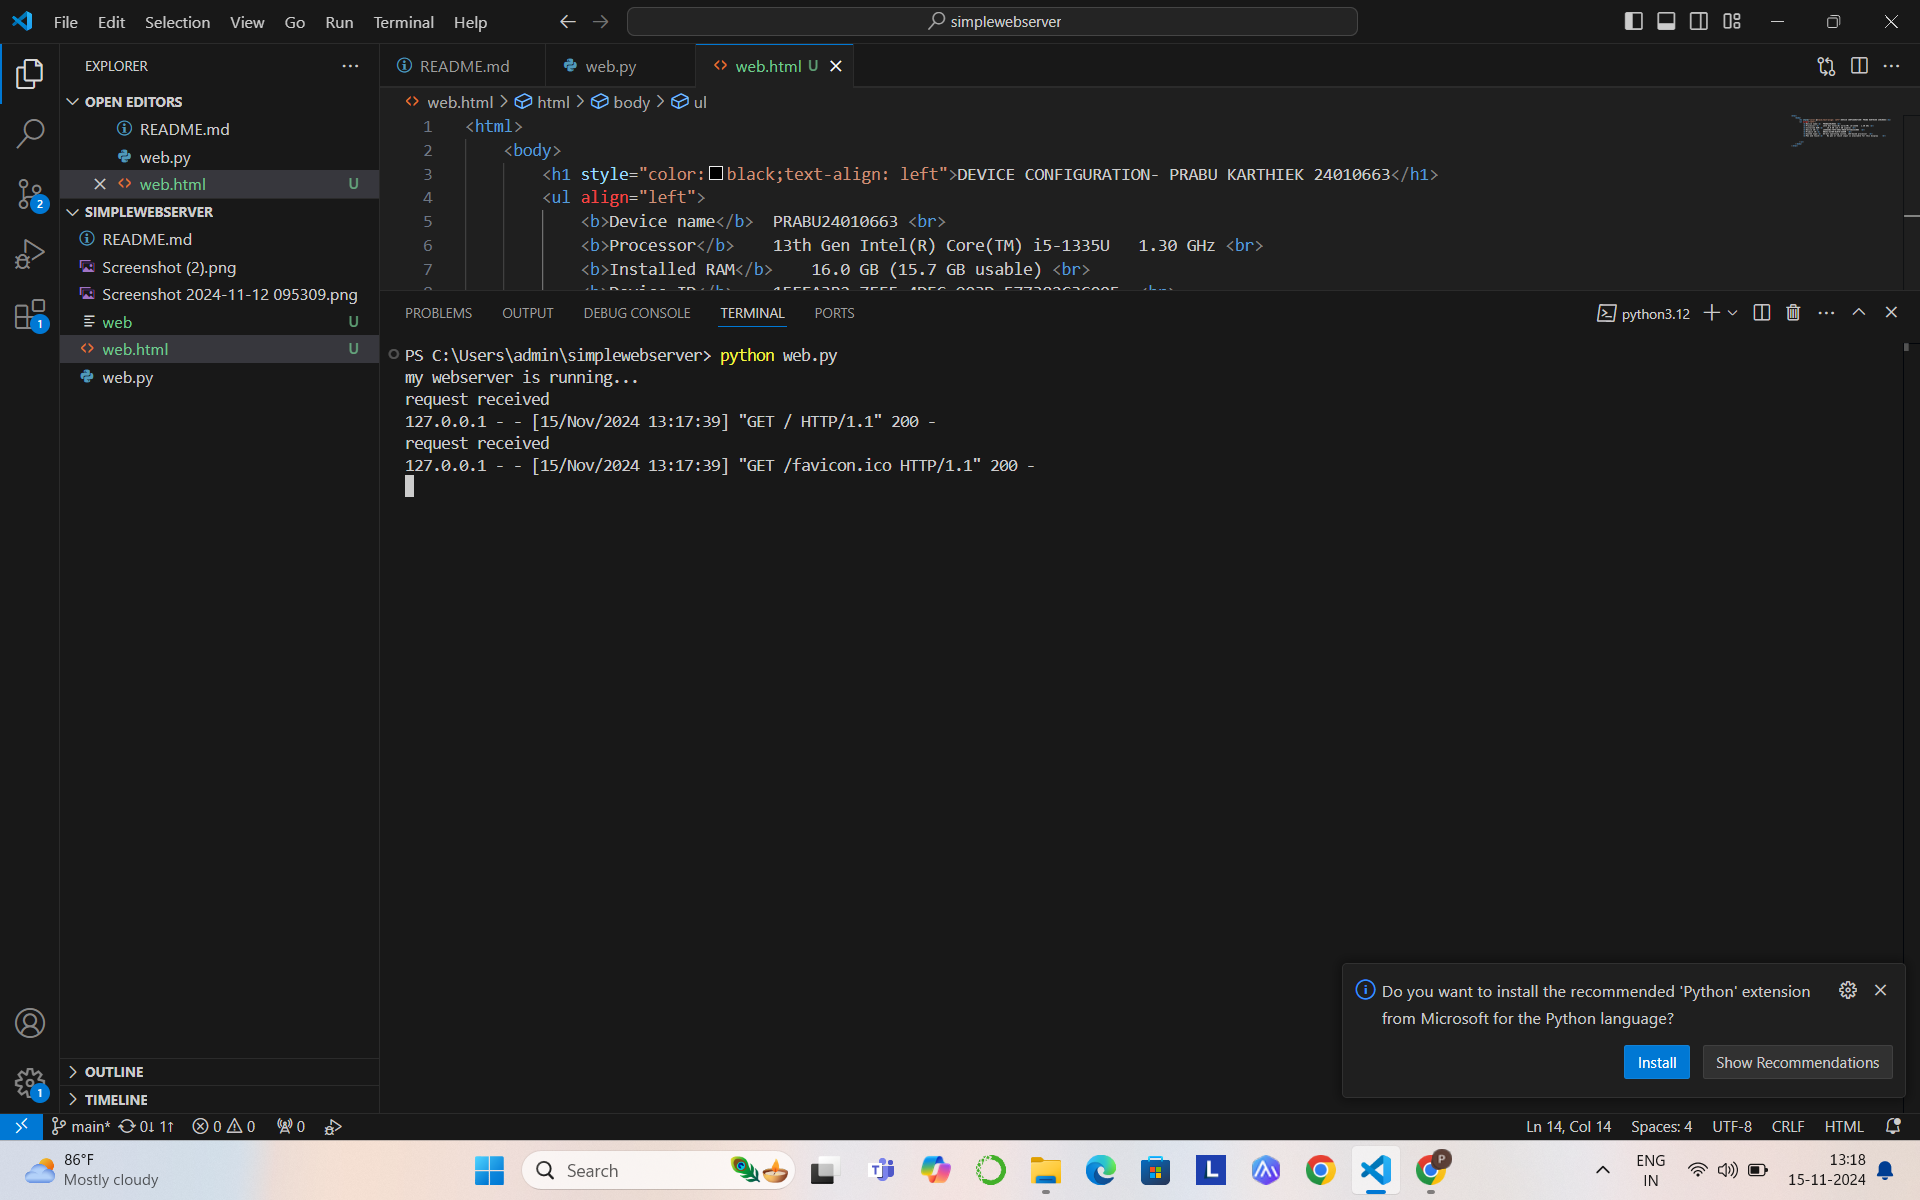 File Edit Selection View Go Run Terminal Help
simplewebserver
EXPLORER
OPEN EDITORS
README.md
web.py
web.html U
SIMPLEWEBSERVER
README.md
Screenshot (2).png
Screenshot 2024-11-12 095309.png
web U
web.html U
web.py
OUTLINE
TIMELINE
2
1
1
README.md web.py web.html U
web.html > html > body > ul
1 <html>
2 <body>
3 <h1 style="color: black;text-align: left">DEVICE CONFIGURATION- PRABU KARTHIEK 24010663</h1>
4 <ul align="left">
5 <b>Device name</b> PRABU24010663 <br>
6 <b>Processor</b> 13th Gen Intel(R) Core(TM) i5-1335U 1.30 GHz <br>
7 <b>Installed RAM</b> 16.0 GB (15.7 GB usable) <br>
PROBLEMS OUTPUT DEBUG CONSOLE TERMINAL PORTS
python3.12
PS C:\Users\admin\simplewebserver> python web.py
my webserver is running...
request received
127.0.0.1 - - [15/Nov/2024 13:17:39] "GET / HTTP/1.1" 200 -
request received
127.0.0.1 - - [15/Nov/2024 13:17:39] "GET /favicon.ico HTTP/1.1" 200 -
Do you want to install the recommended 'Python' extension
from Microsoft for the Python language?
Install Show Recommendations
main* 0↓ 1↑ 0 0 0
Ln 14, Col 14 Spaces: 4 UTF-8 CRLF HTML
86°F
Mostly cloudy
Search
L
P
ENG
IN
13:18
15-11-2024